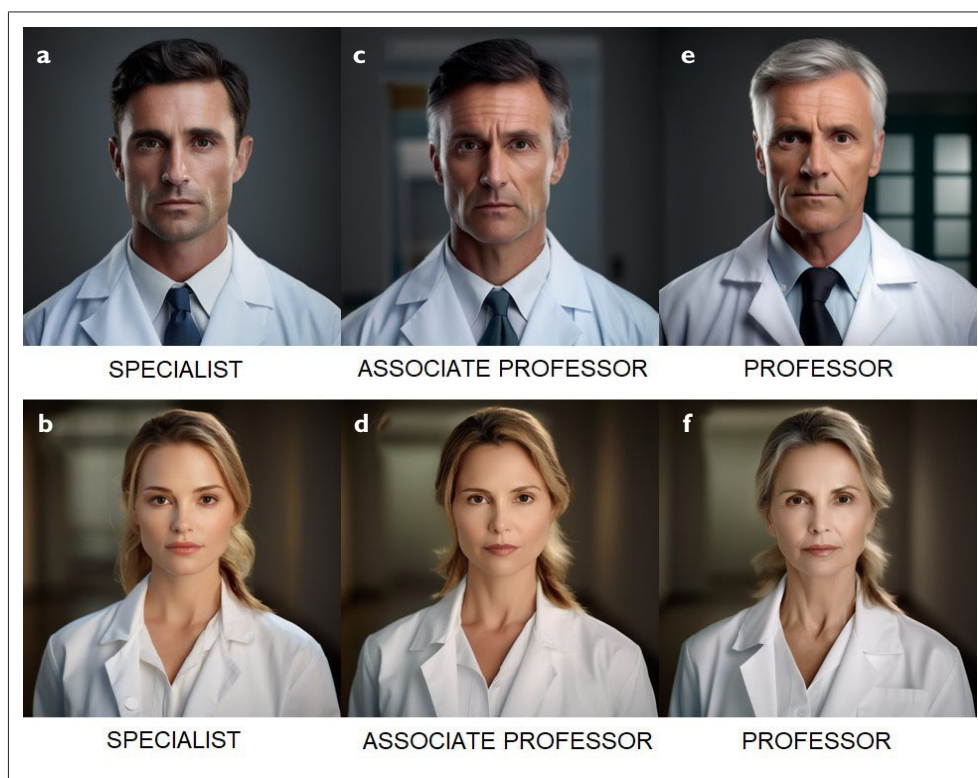 a c e
SPECIALIST ASSOCIATE PROFESSOR PROFESSOR
b d f
SPECIALIST ASSOCIATE PROFESSOR PROFESSOR